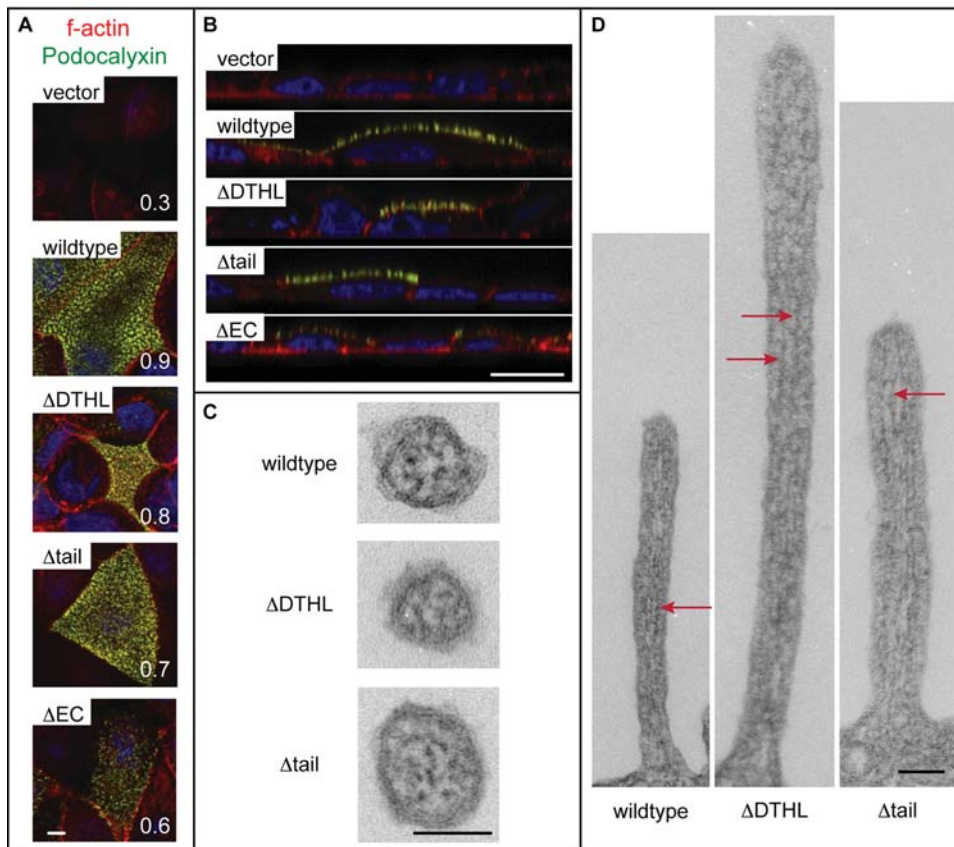 A
f-actin
Podocalyxin
vector
0.3
wildtype
0.9
ΔDTHL
0.8
Δtail
0.7
ΔEC
0.6
B
vector
wildtype
ΔDTHL
Δtail
ΔEC
C
wildtype
ΔDTHL
Δtail
D
wildtype
ΔDTHL
Δtail